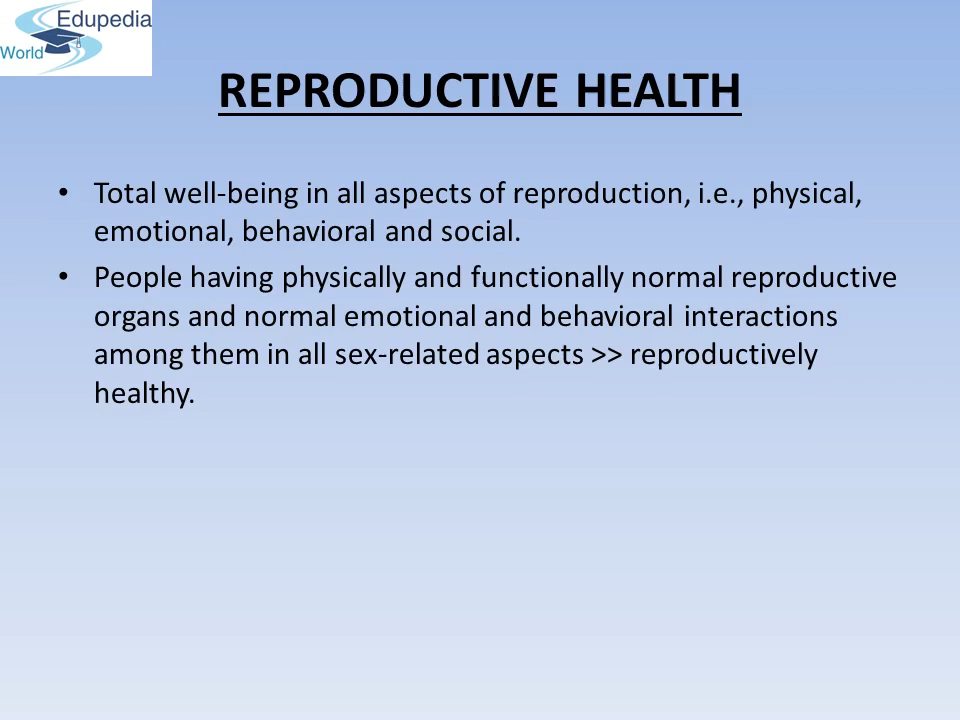 Edupedia
World
REPRODUCTIVE HEALTH
• Total well-being in all aspects of reproduction, i.e., physical,
emotional, behavioral and social.
• People having physically and functionally normal reproductive
organs and normal emotional and behavioral interactions
among them in all sex-related aspects >> reproductively
healthy.